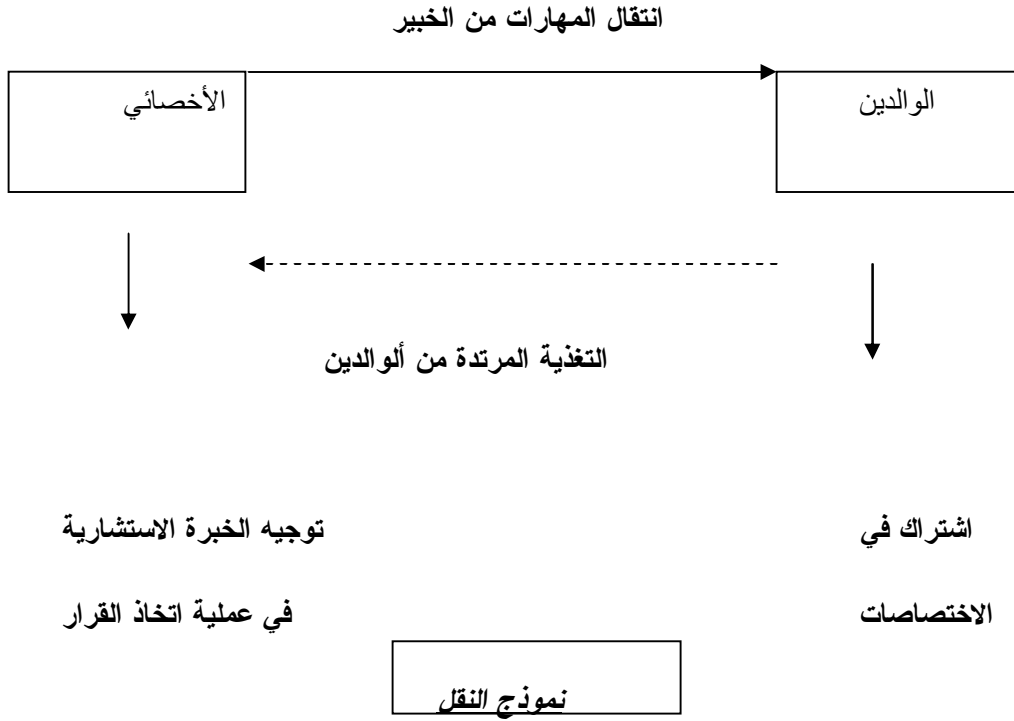 انتقال المهارات من الخبير
الوالدين
الأخصائي
التغذية المرتدة من ألوالدين
اشتراك في
توجيه الخبرة الاستشارية
الاختصاصات
في عملية اتخاذ القرار
نموذج النقل